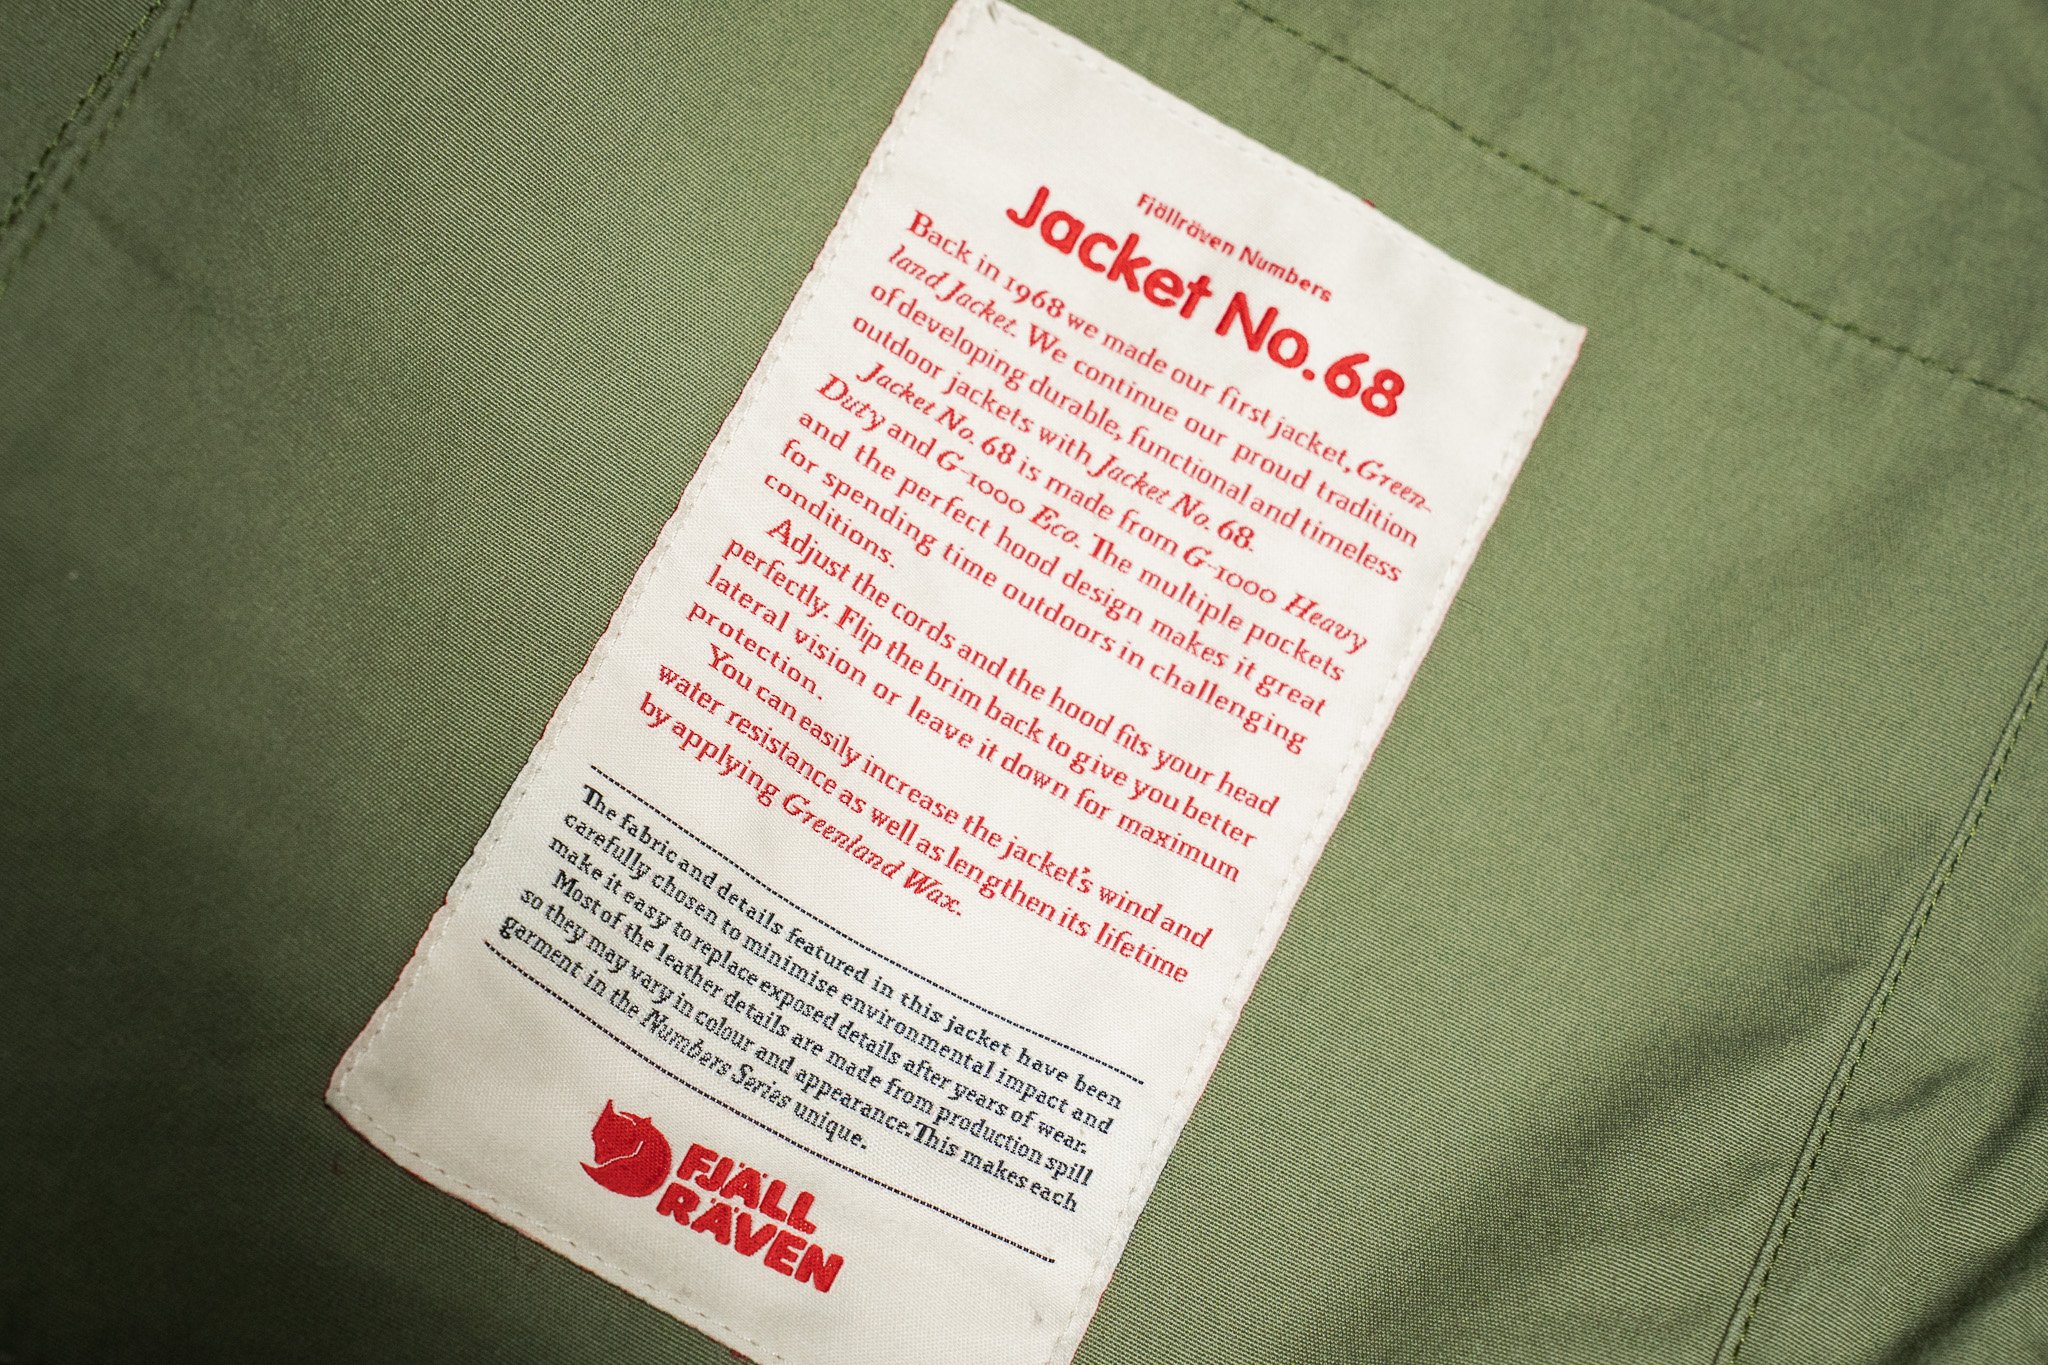 Fjällräven Numbers
Jacket No. 68
Back in 1968 we made our first jacket, Green-
land Jacket. We continue our proud tradition
of developing durable, functional and timeless
outdoor jackets with Jacket No. 68.
Jacket No. 68 is made from G-1000 Heavy
Duty and G-1000 Eco. The multiple pockets
and the perfect hood design makes it great
for spending time outdoors in challenging
conditions.
Adjust the cords and the hood fits your head
perfectly. Flip the brim back to give you better
lateral vision or leave it down for maximum
protection.
You can easily increase the jacket's wind and
water resistance as well as lengthen its lifetime
by applying Greenland Wax.
The fabric and details featured in this jacket have been
carefully chosen to minimise environmental impact and
make it easy to replace exposed details after years of wear.
Most of the leather details are made from production spill
so they may vary in colour and appearance. This makes each
garment in the Numbers Series unique.
FJÄLL
RÄVEN